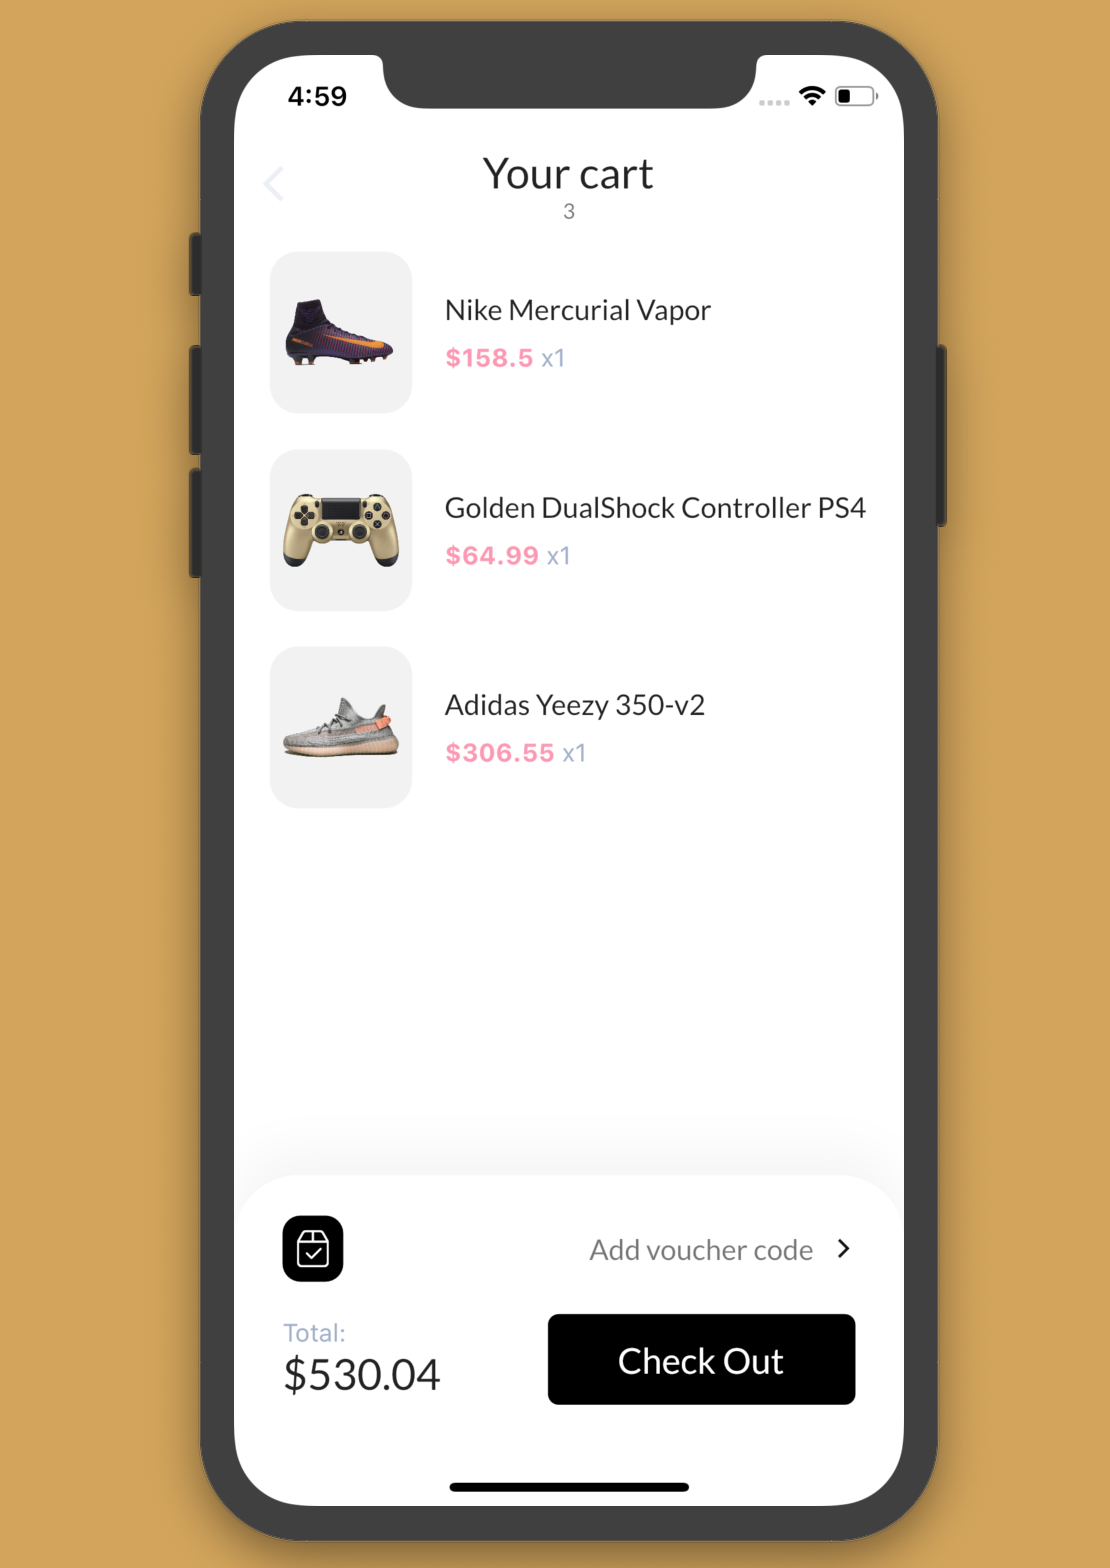 4:59
Your cart
3
Nike Mercurial Vapor
$158.5 x1
Golden DualShock Controller PS4
$64.99 x1
Adidas Yeezy 350-v2
$306.55 x1
Add voucher code
Total:
$530.04
Check Out